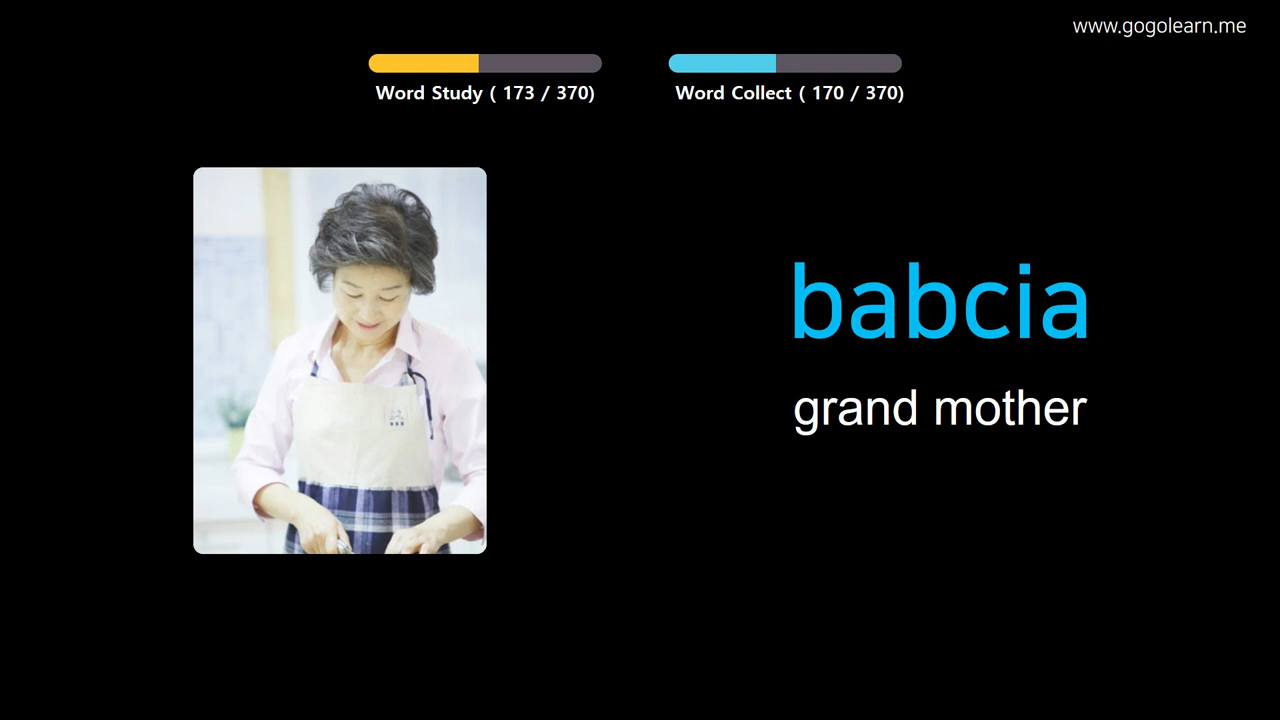 www.gogolearn.me
Word Study ( 173 / 370)
Word Collect ( 170 / 370)
babcia
grand mother